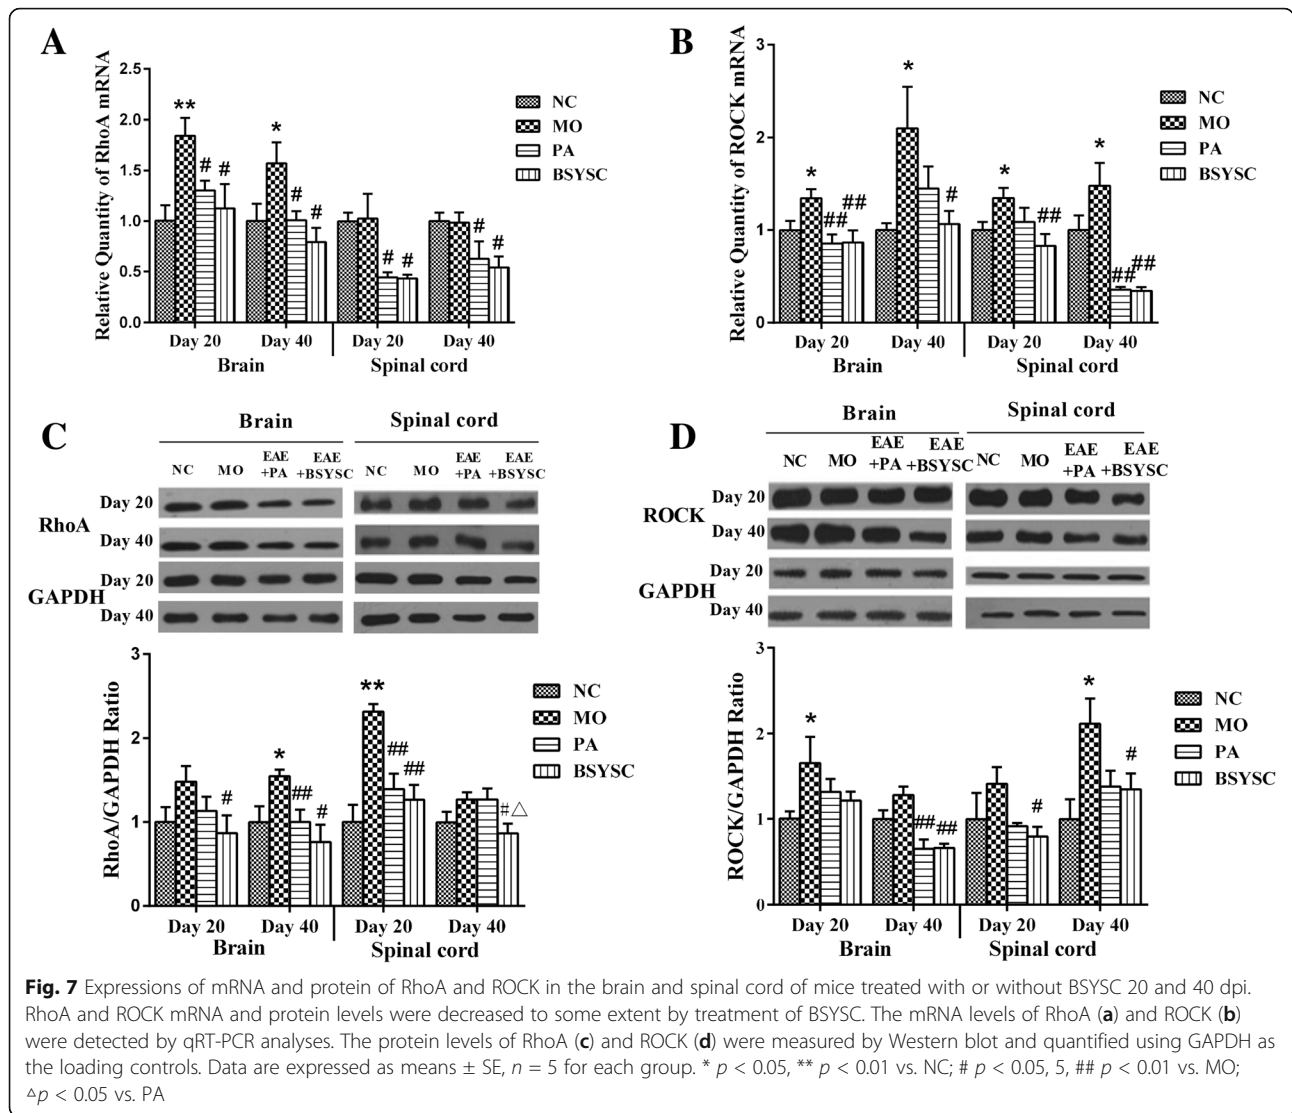 A
Relative Quantity of RhoA mRNA
2.5
2.0
1.5
1.0
0.5
0.0
** # # * # # # # # #
NC
MO
PA
BSYSC
Day 20 Day 40 Day 20 Day 40
Brain Spinal cord
B
Relative Quantity of ROCK mRNA
3
2
1
0
* ## ## * # * ## * ## ##
NC
MO
PA
BSYSC
Day 20 Day 40 Day 20 Day 40
Brain Spinal cord
C
Brain Spinal cord
NC MO EAE +PA EAE +BSYSC NC MO EAE +PA EAE +BSYSC
RhoA
Day 20
Day 40
GAPDH
Day 20
Day 40
RhoA/GAPDH Ratio
3
2
1
0
# * ## # ** ## ## #△
NC
MO
PA
BSYSC
Day 20 Day 40 Day 20 Day 40
Brain Spinal cord
D
Brain Spinal cord
NC MO EAE +PA EAE +BSYSC NC MO EAE +PA EAE +BSYSC
ROCK
Day 20
Day 40
GAPDH
Day 20
Day 40
ROCK/GAPDH Ratio
3
2
1
0
* ## ## # * #
NC
MO
PA
BSYSC
Day 20 Day 40 Day 20 Day 40
Brain Spinal cord
Fig. 7 Expressions of mRNA and protein of RhoA and ROCK in the brain and spinal cord of mice treated with or without BSYSC 20 and 40 dpi.
RhoA and ROCK mRNA and protein levels were decreased to some extent by treatment of BSYSC. The mRNA levels of RhoA (a) and ROCK (b)
were detected by qRT-PCR analyses. The protein levels of RhoA (c) and ROCK (d) were measured by Western blot and quantified using GAPDH as
the loading controls. Data are expressed as means ± SE, n = 5 for each group. * p < 0.05, ** p < 0.01 vs. NC; # p < 0.05, 5, ## p < 0.01 vs. MO;
△p < 0.05 vs. PA